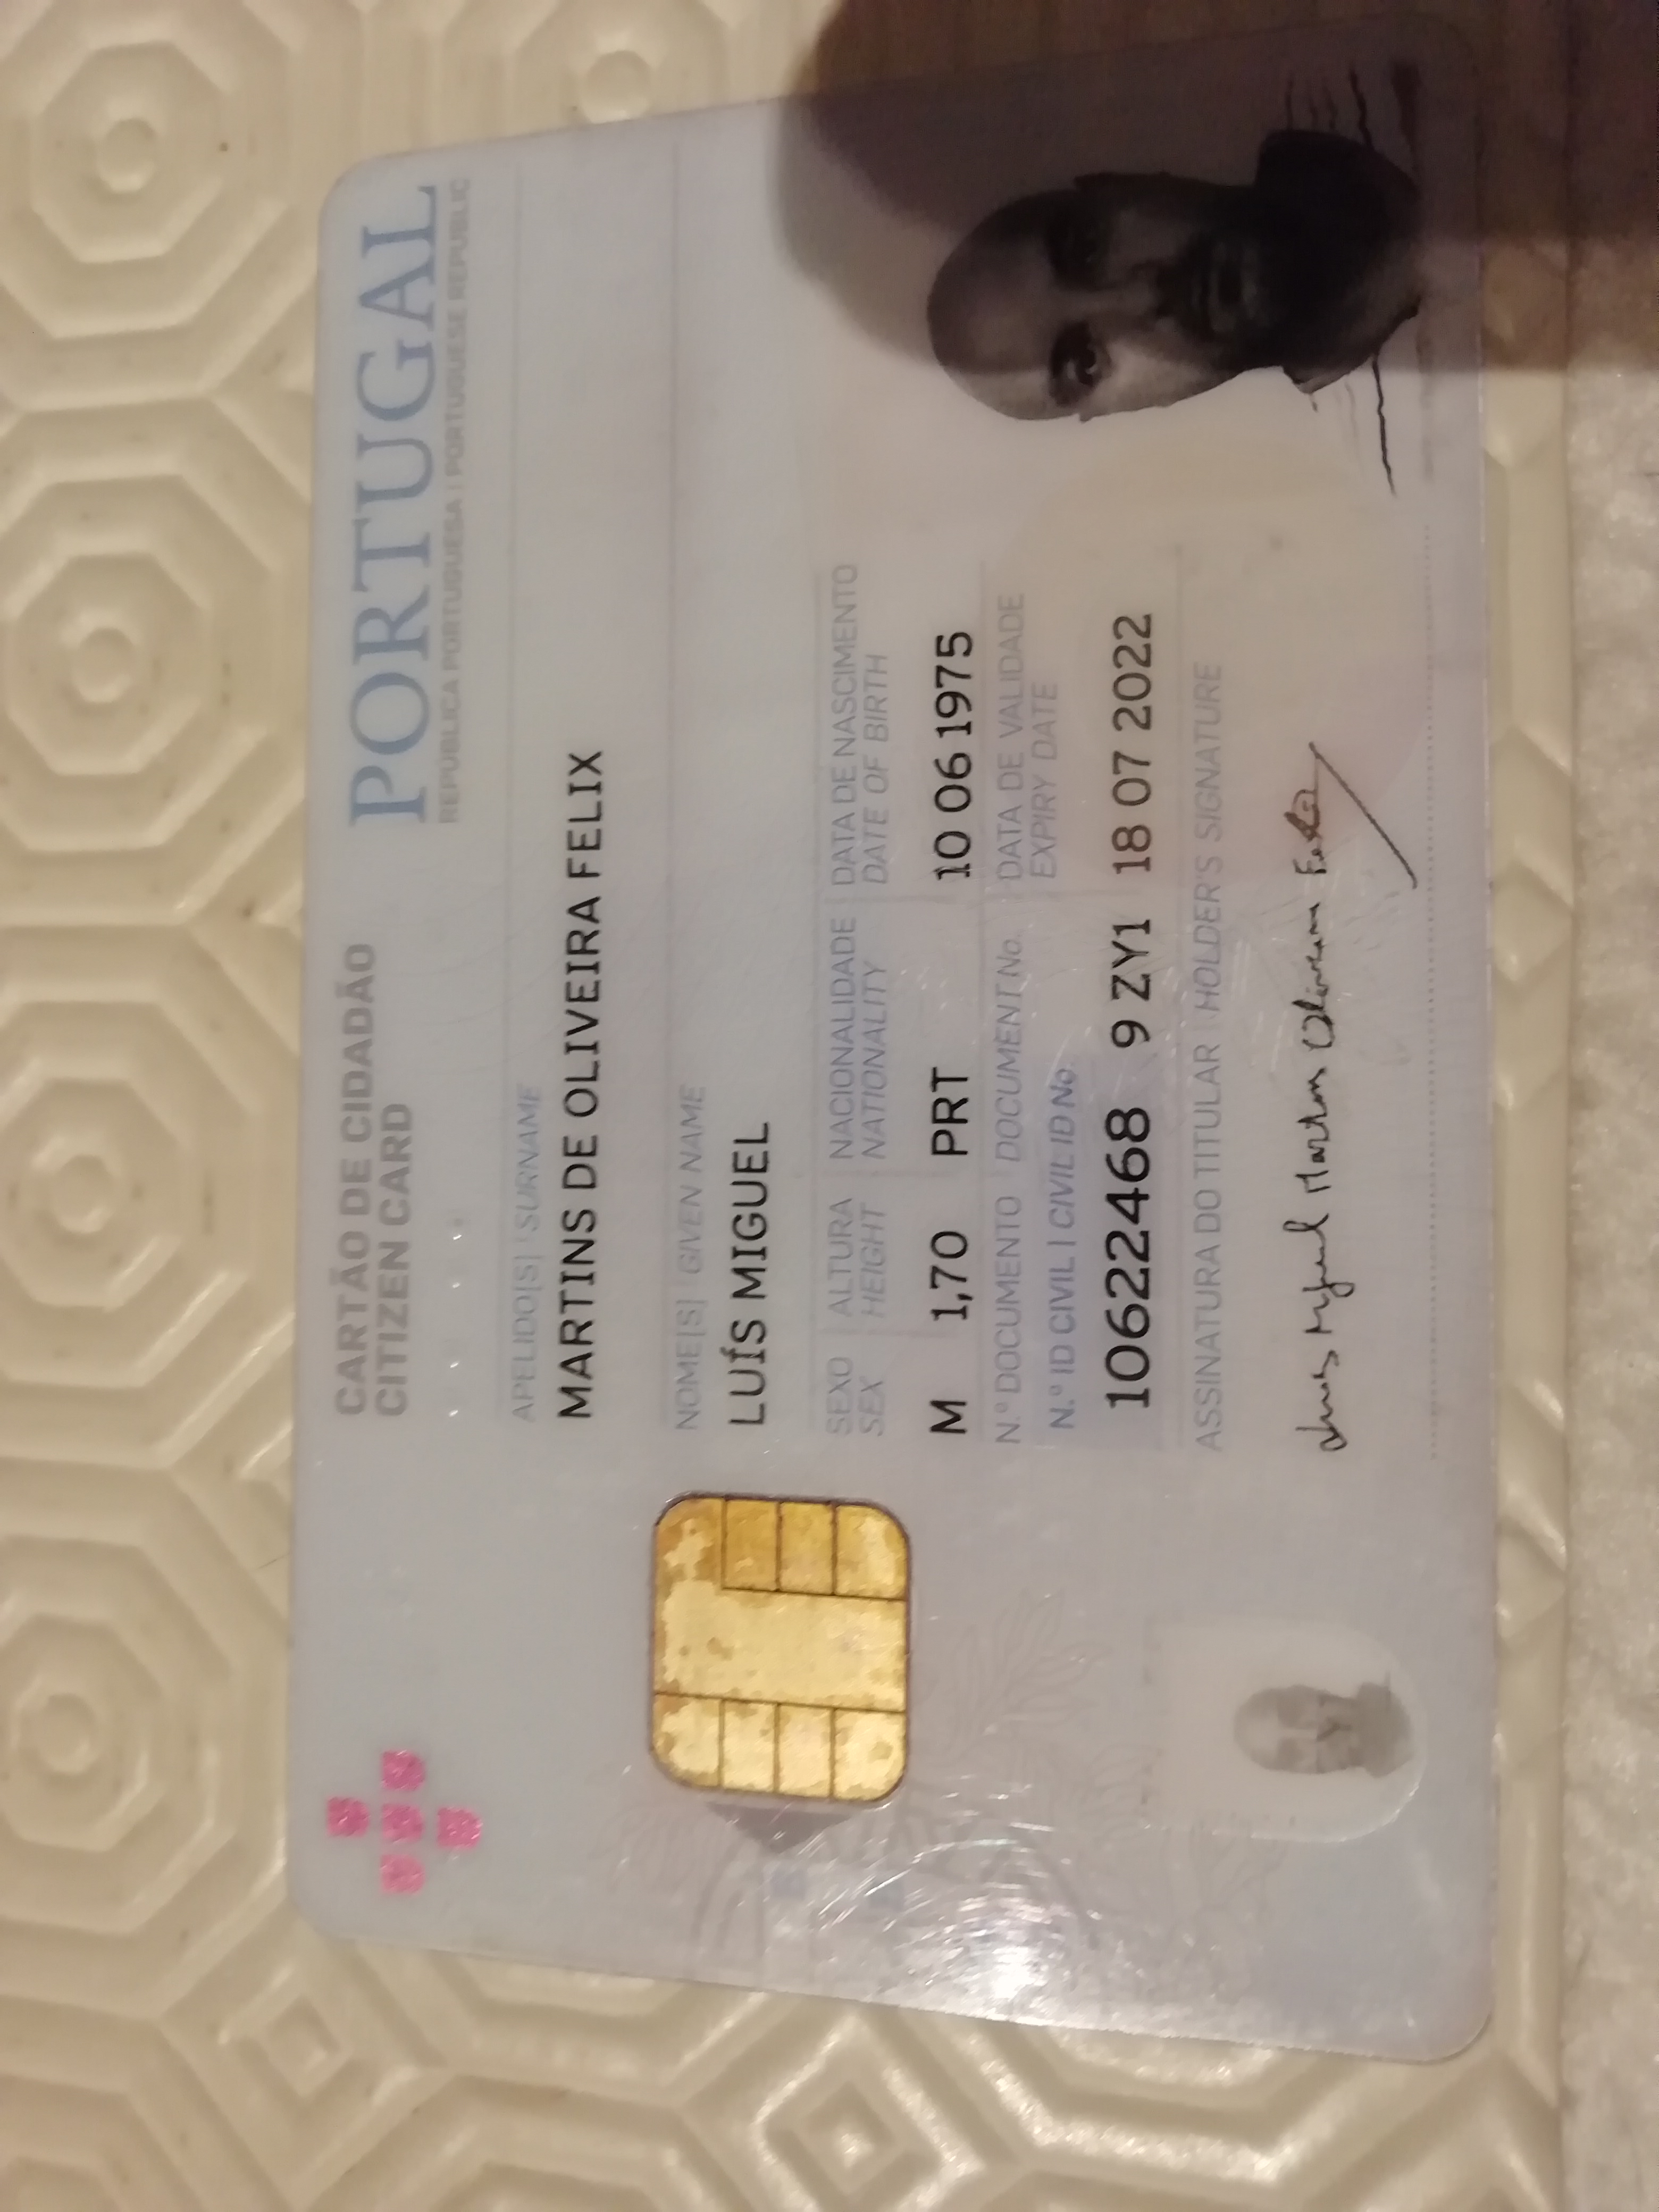 CARTÃO DE CIDADÃO
CITIZEN CARD
PORTUGAL
REPÚBLICA PORTUGUESA | PORTUGUESE REPUBLIC
APELIDO[S] | SURNAME
MARTINS DE OLIVEIRA FELIX
NOME[S] | GIVEN NAME
LUÍS MIGUEL
SEXO ALTURA NACIONALIDADE DATA DE NASCIMENTO
SEX HEIGHT NATIONALITY DATE OF BIRTH
M 1,70 PRT 10 06 1975
N.º DOCUMENTO | DOCUMENT No. DATA DE VALIDADE
N.º ID CIVIL | CIVIL ID No. EXPIRY DATE
10622468 9 ZY1 18 07 2022
ASSINATURA DO TITULAR | HOLDER'S SIGNATURE
Luis Miguel Martins Oliveira Felix